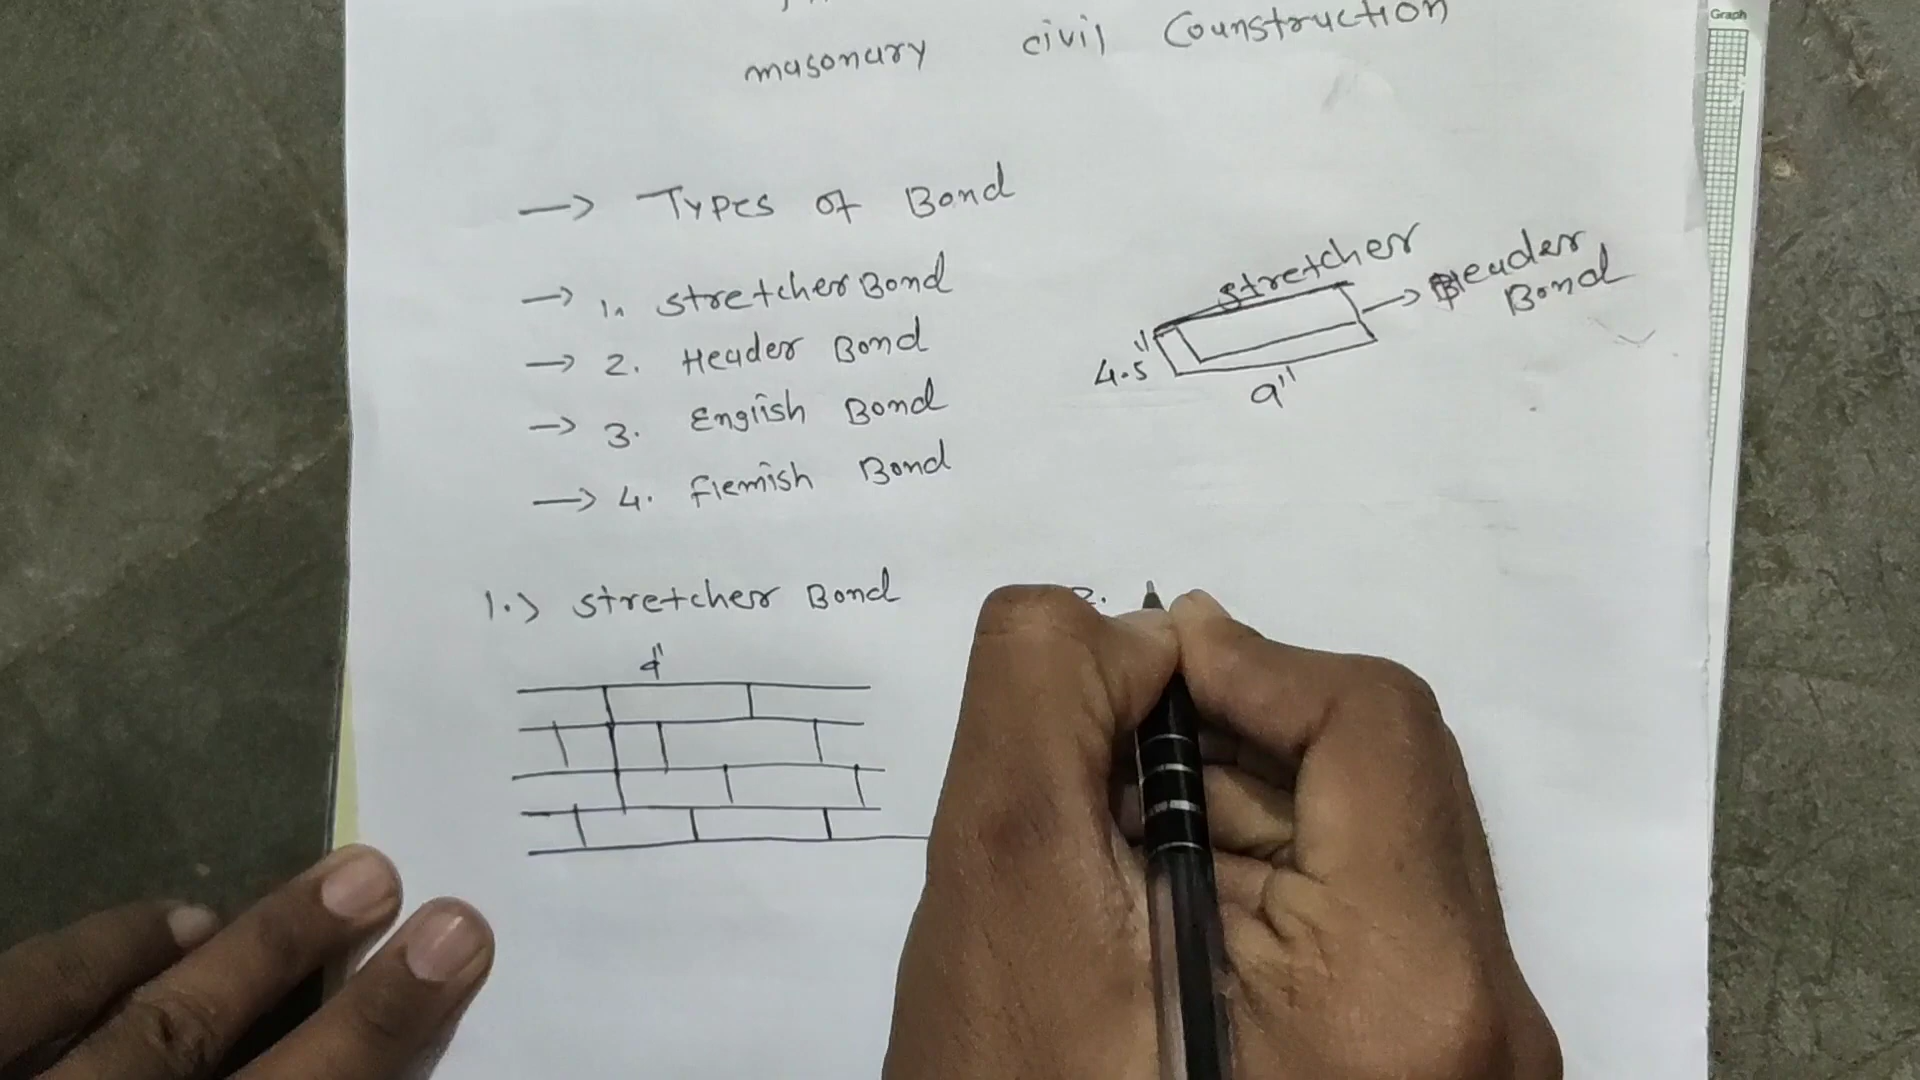 masonary civil Counstruction
Graph
→ Types of Bond
→ 1. stretcher Bond
→ 2. Header Bond
→ 3. English Bond
→ 4. flemish Bond
stretcher
→ Header
Bond
4.5"
9"
1.> stretcher Bond
2.